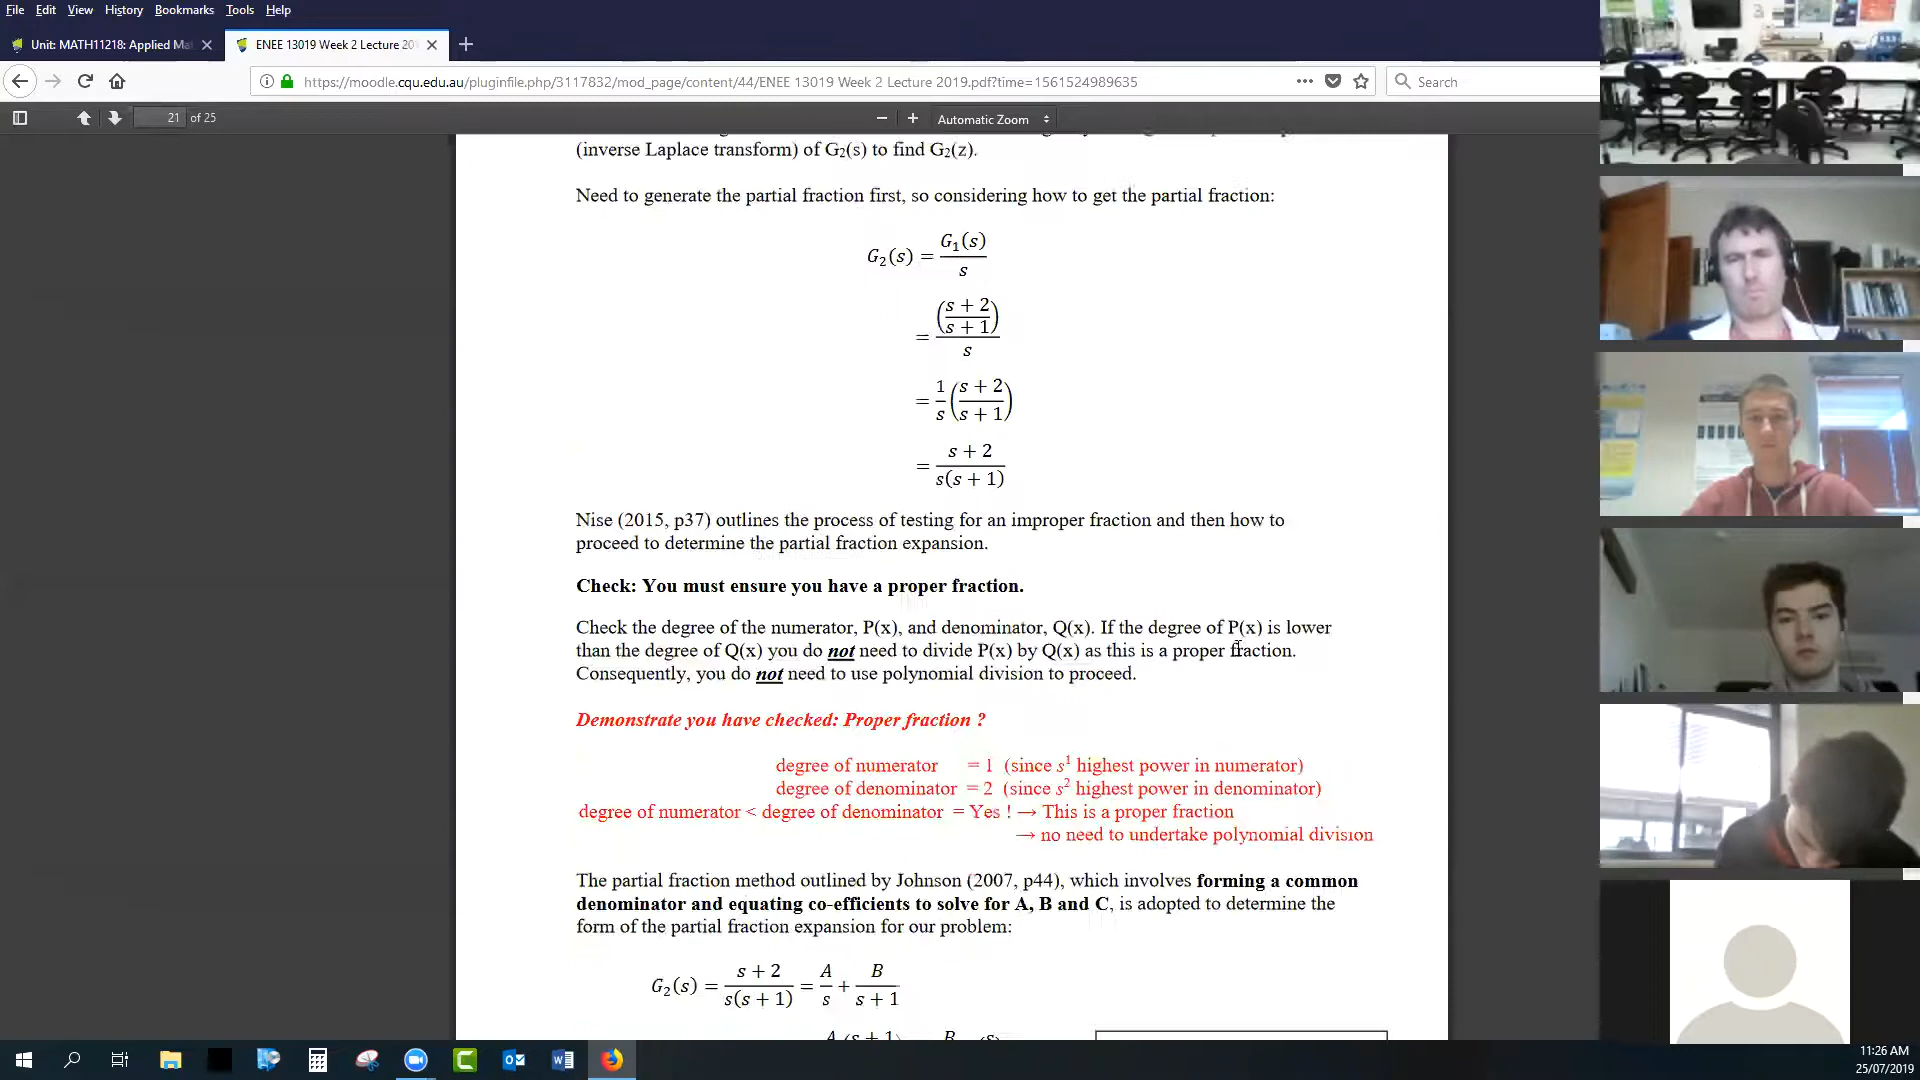 File Edit View History Bookmarks Tools Help
Unit: MATH11218: Applied Ma
ENEE 13019 Week 2 Lecture 20
https://moodle.cqu.edu.au/pluginfile.php/3117832/mod_page/content/44/ENEE 13019 Week 2 Lecture 2019.pdf?time=1561524989635
Search
21 of 25
Automatic Zoom
(inverse Laplace transform) of G₂(s) to find G₂(z).
Need to generate the partial fraction first, so considering how to get the partial fraction:
G₂(s) = G₁(s) / s
= ((s + 2)/(s + 1)) / s
= 1/s ((s + 2)/(s + 1))
= (s + 2) / s(s + 1)
Nise (2015, p37) outlines the process of testing for an improper fraction and then how to
proceed to determine the partial fraction expansion.
Check: You must ensure you have a proper fraction.
Check the degree of the numerator, P(x), and denominator, Q(x). If the degree of P(x) is lower
than the degree of Q(x) you do not need to divide P(x) by Q(x) as this is a proper fraction.
Consequently, you do not need to use polynomial division to proceed.
Demonstrate you have checked: Proper fraction ?
degree of numerator = 1 (since s¹ highest power in numerator)
degree of denominator = 2 (since s² highest power in denominator)
degree of numerator < degree of denominator = Yes ! → This is a proper fraction
→ no need to undertake polynomial division
The partial fraction method outlined by Johnson (2007, p44), which involves forming a common
denominator and equating co-efficients to solve for A, B and C, is adopted to determine the
form of the partial fraction expansion for our problem:
G₂(s) = (s + 2) / s(s + 1) = A/s + B/(s + 1)
11:26 AM
25/07/2019